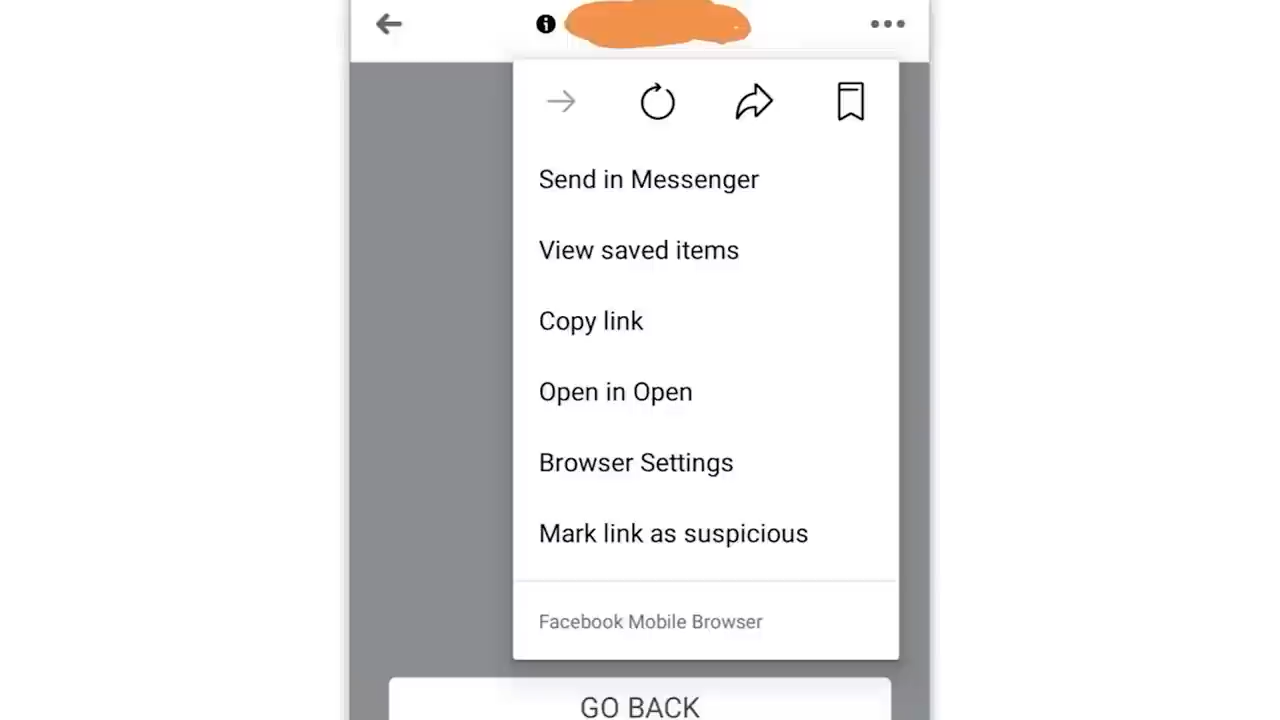 Send in Messenger
View saved items
Copy link
Open in Open
Browser Settings
Mark link as suspicious
Facebook Mobile Browser
GO BACK